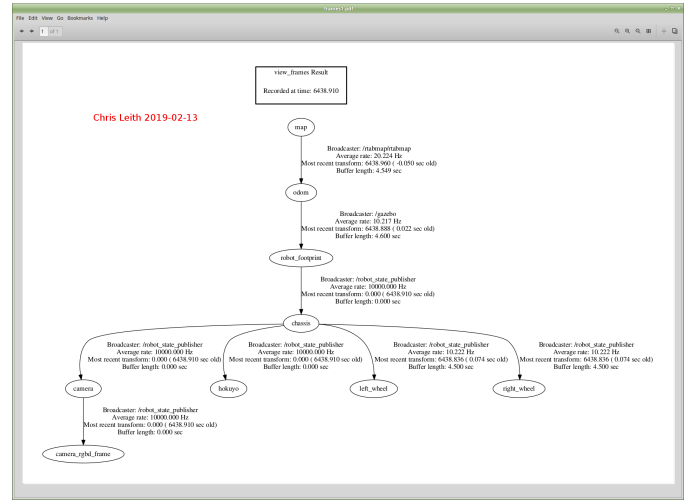 frames1.pdf
File Edit View Go Bookmarks Help
1 of 1
view_frames Result
Recorded at time: 6438.910
Chris Leith 2019-02-13
map
Broadcaster: /rtabmap/rtabmap
Average rate: 20.224 Hz
Most recent transform: 6438.960 ( -0.050 sec old)
Buffer length: 4.549 sec
odom
Broadcaster: /gazebo
Average rate: 10.217 Hz
Most recent transform: 6438.888 ( 0.022 sec old)
Buffer length: 4.600 sec
robot_footprint
Broadcaster: /robot_state_publisher
Average rate: 10000.000 Hz
Most recent transform: 0.000 ( 6438.910 sec old)
Buffer length: 0.000 sec
chassis
Broadcaster: /robot_state_publisher
Average rate: 10000.000 Hz
Most recent transform: 0.000 ( 6438.910 sec old)
Buffer length: 0.000 sec
Broadcaster: /robot_state_publisher
Average rate: 10000.000 Hz
Most recent transform: 0.000 ( 6438.910 sec old)
Buffer length: 0.000 sec
Broadcaster: /robot_state_publisher
Average rate: 10.222 Hz
Most recent transform: 6438.836 ( 0.074 sec old)
Buffer length: 4.500 sec
Broadcaster: /robot_state_publisher
Average rate: 10.222 Hz
Most recent transform: 6438.836 ( 0.074 sec old)
Buffer length: 4.500 sec
camera
hokuyo
left_wheel
right_wheel
Broadcaster: /robot_state_publisher
Average rate: 10000.000 Hz
Most recent transform: 0.000 ( 6438.910 sec old)
Buffer length: 0.000 sec
camera_rgbd_frame